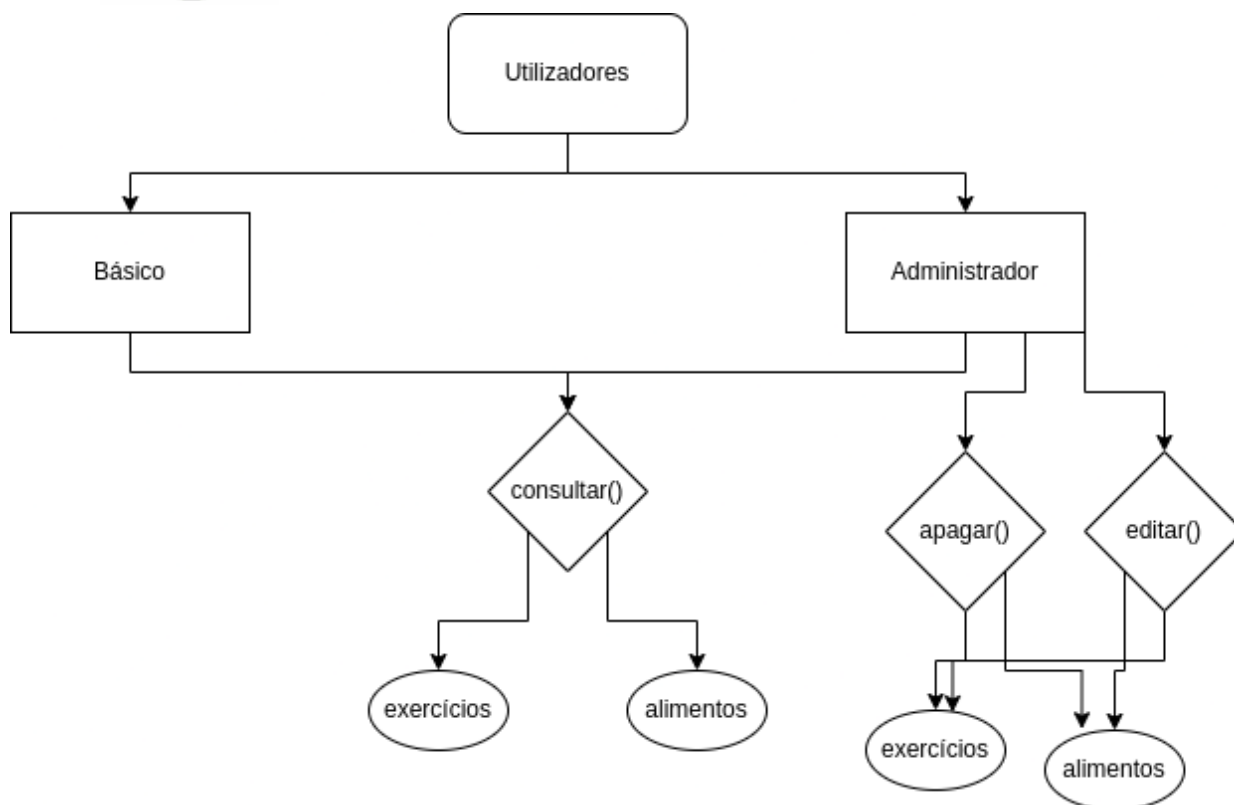 Utilizadores
Básico
Administrador
consultar()
apagar()
editar()
exercícios
alimentos
exercícios
alimentos